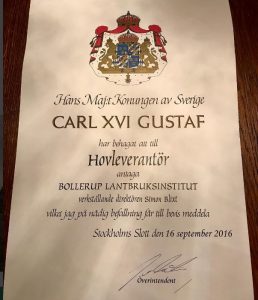 Hans Maj:t Konungen av Sverige
CARL XVI GUSTAF
har behagat att till
Hovleverantör
antaga
BOLLERUP LANTBRUKSINSTITUT
verkställande direktören Simon Blixt
vilket jag på nådig befallning får till bevis meddela
Stockholms Slott den 16 september 2016
Överintendent